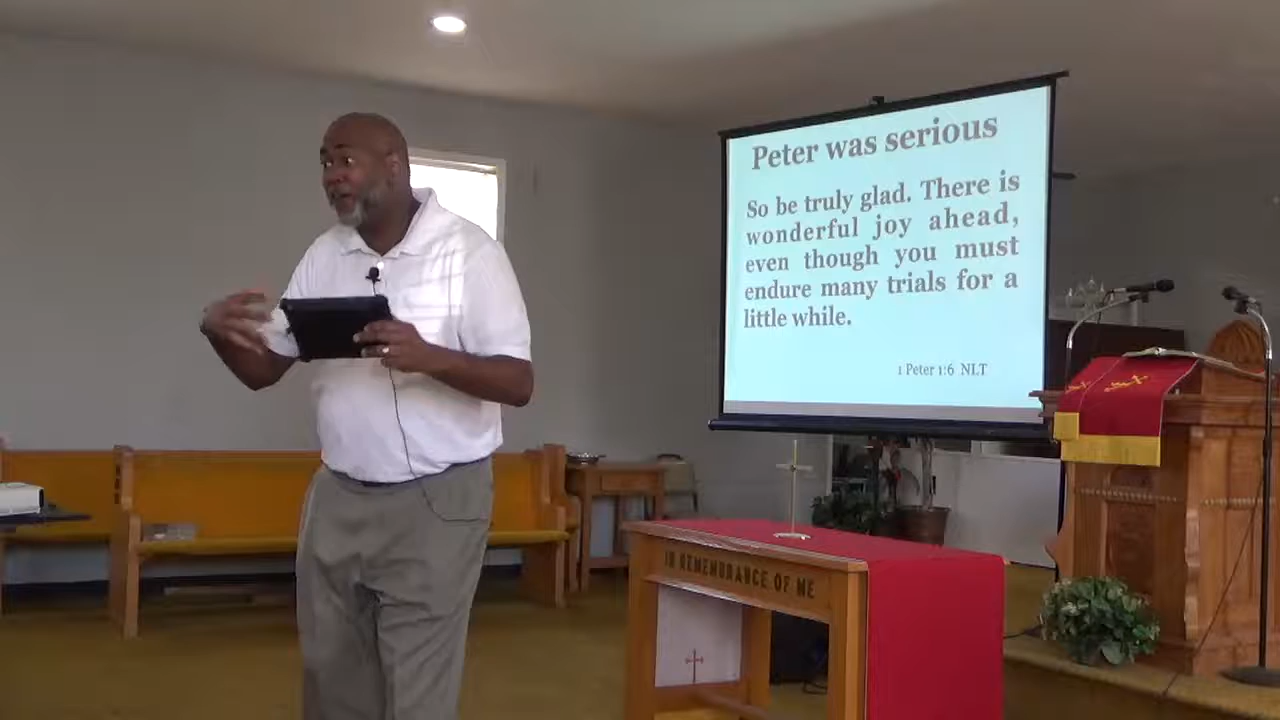 Peter was serious
So be truly glad. There is
wonderful joy ahead,
even though you must
endure many trials for a
little while.
1 Peter 1:6 NLT
IN REMEMBRANCE OF ME